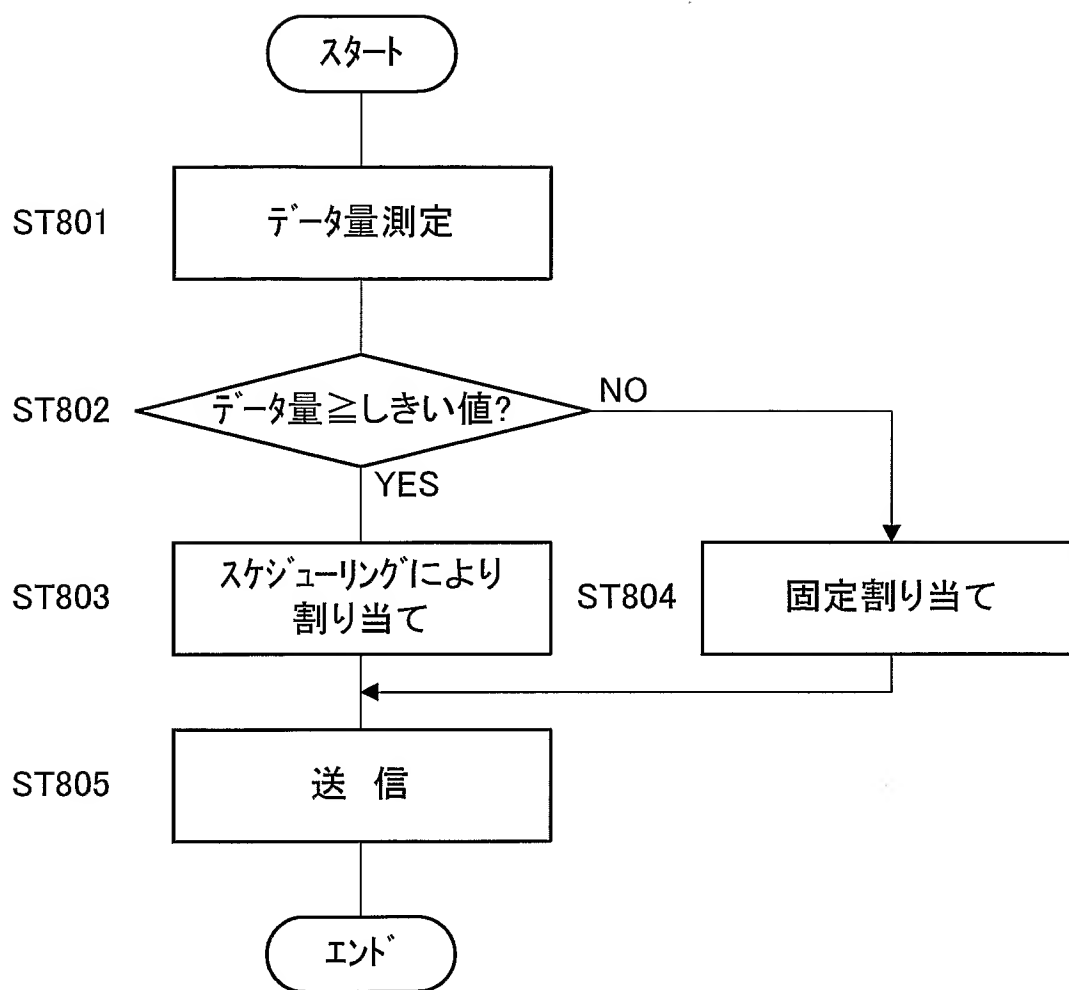 スタート
ST801
データ量測定
ST802
データ量≧しきい値?
NO
YES
ST803
スケジューリングにより
割り当て
ST804
固定割り当て
ST805
送 信
エンド